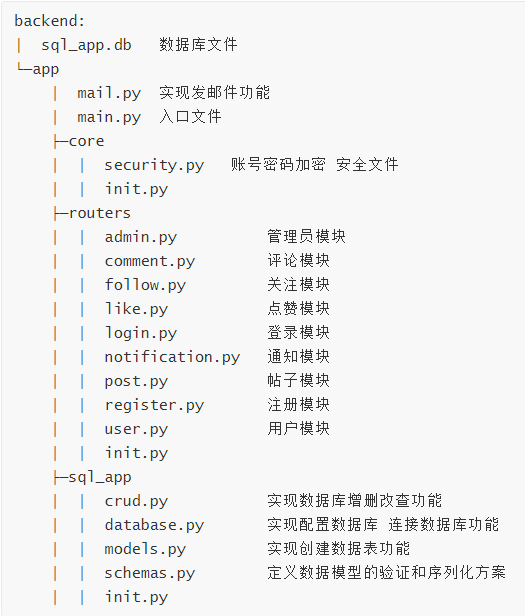 backend:
|  sql_app.db   数据库文件
└─app
    |  mail.py  实现发邮件功能
    |  main.py  入口文件
    ├─core
    |  |  security.py   账号密码加密 安全文件
    |  |  init.py
    ├─routers
    |  |  admin.py          管理员模块
    |  |  comment.py        评论模块
    |  |  follow.py         关注模块
    |  |  like.py           点赞模块
    |  |  login.py          登录模块
    |  |  notification.py   通知模块
    |  |  post.py           帖子模块
    |  |  register.py       注册模块
    |  |  user.py           用户模块
    |  |  init.py
    ├─sql_app
    |  |  crud.py           实现数据库增删改查功能
    |  |  database.py       实现配置数据库 连接数据库功能
    |  |  models.py         实现创建数据表功能
    |  |  schemas.py        定义数据模型的验证和序列化方案
    |  |  init.py